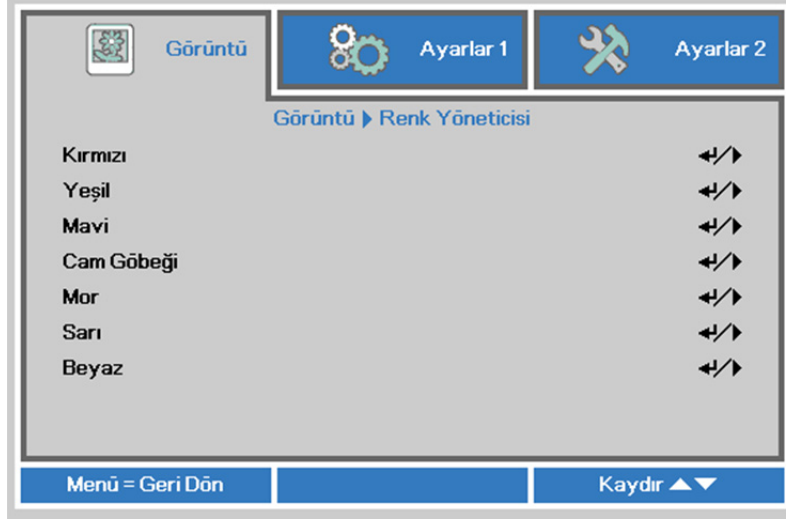 Görüntü
Ayarlar 1
Ayarlar 2
Görüntü ▶ Renk Yöneticisi
Kırmızı ↵/▶
Yeşil ↵/▶
Mavi ↵/▶
Cam Göbeği ↵/▶
Mor ↵/▶
Sarı ↵/▶
Beyaz ↵/▶
Menü = Geri Dön
Kaydır ▲▼